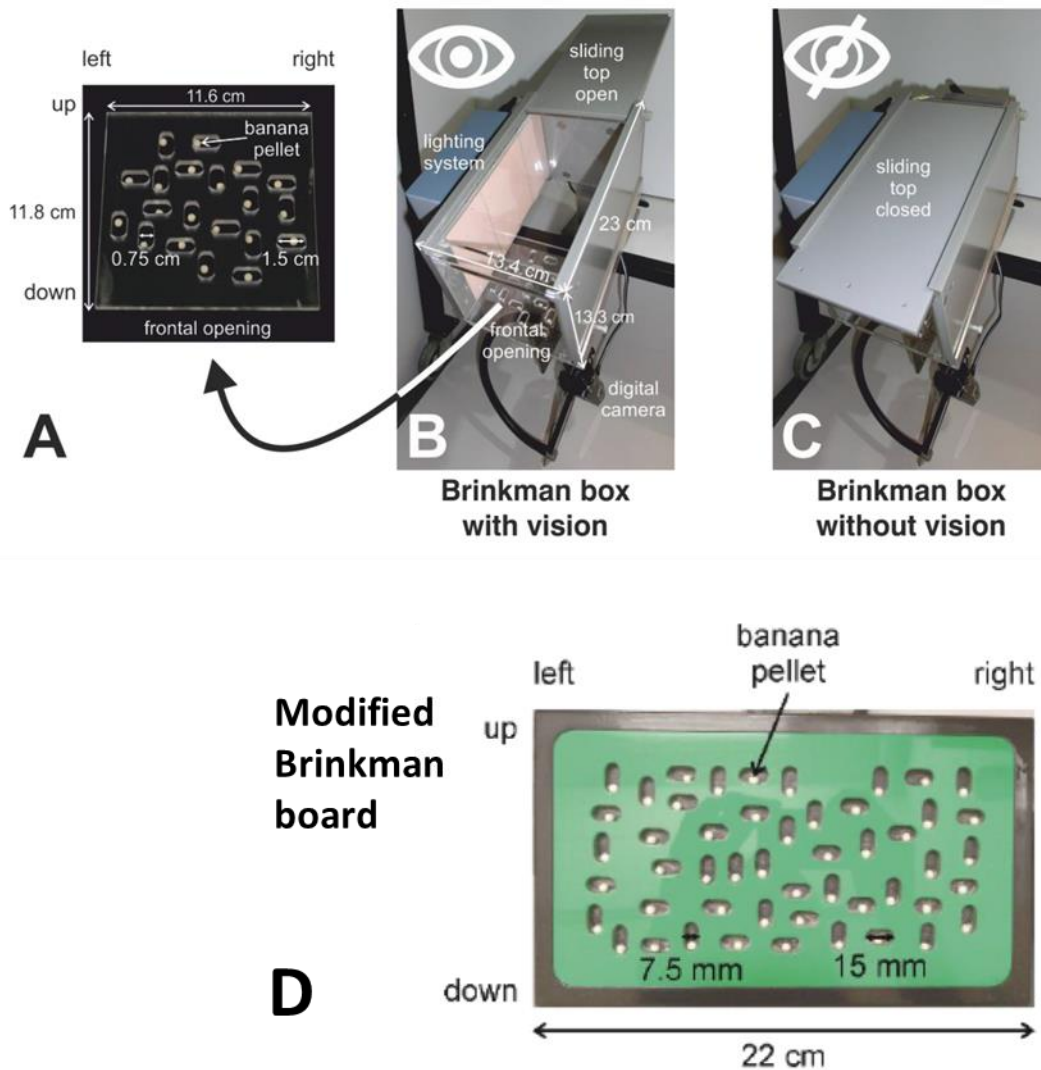 left
right
up
11.6 cm
banana
pellet
11.8 cm
0.75 cm
1.5 cm
down
frontal opening
A
sliding
top
open
lighting
system
23 cm
13.4 cm
13.3 cm
frontal
opening
digital
camera
B
Brinkman box
with vision
sliding
top
closed
C
Brinkman box
without vision
Modified
Brinkman
board
banana
pellet
left
right
up
7.5 mm
15 mm
D
down
22 cm